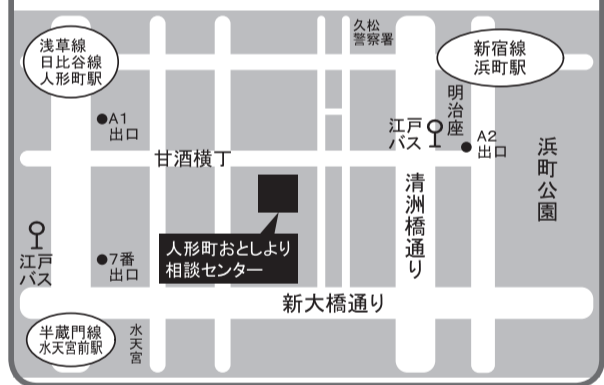 浅草線
日比谷線
人形町駅
久松
警察署
新宿線
浜町駅
●A1
出口
明治座
江戸
バス
●A2
出口
浜町公園
甘酒横丁
清洲橋通り
人形町おとしより
相談センター
江戸
バス
●7番
出口
新大橋通り
半蔵門線
水天宮前駅
水天宮